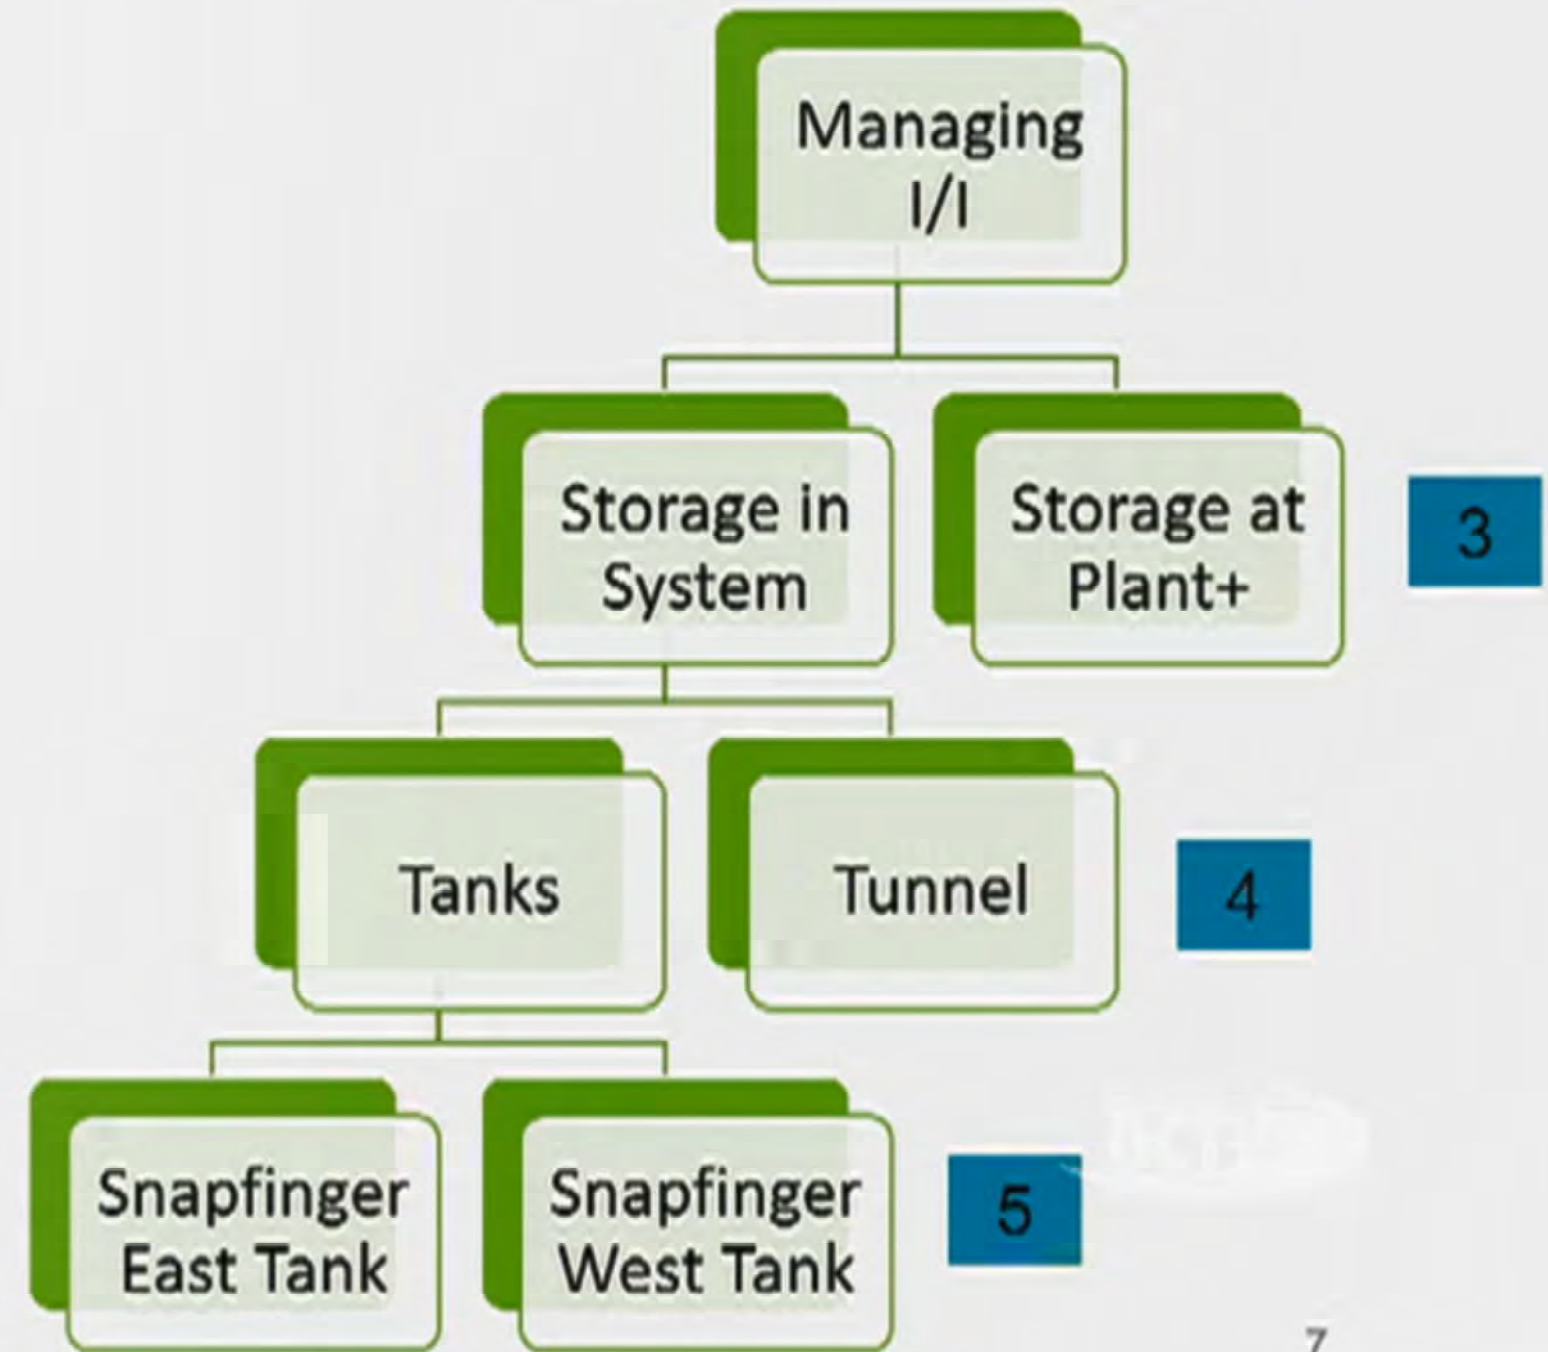 Managing
I/I
Storage in
System
Storage at
Plant+
3
Tanks
Tunnel
4
Snapfinger
East Tank
Snapfinger
West Tank
5
7